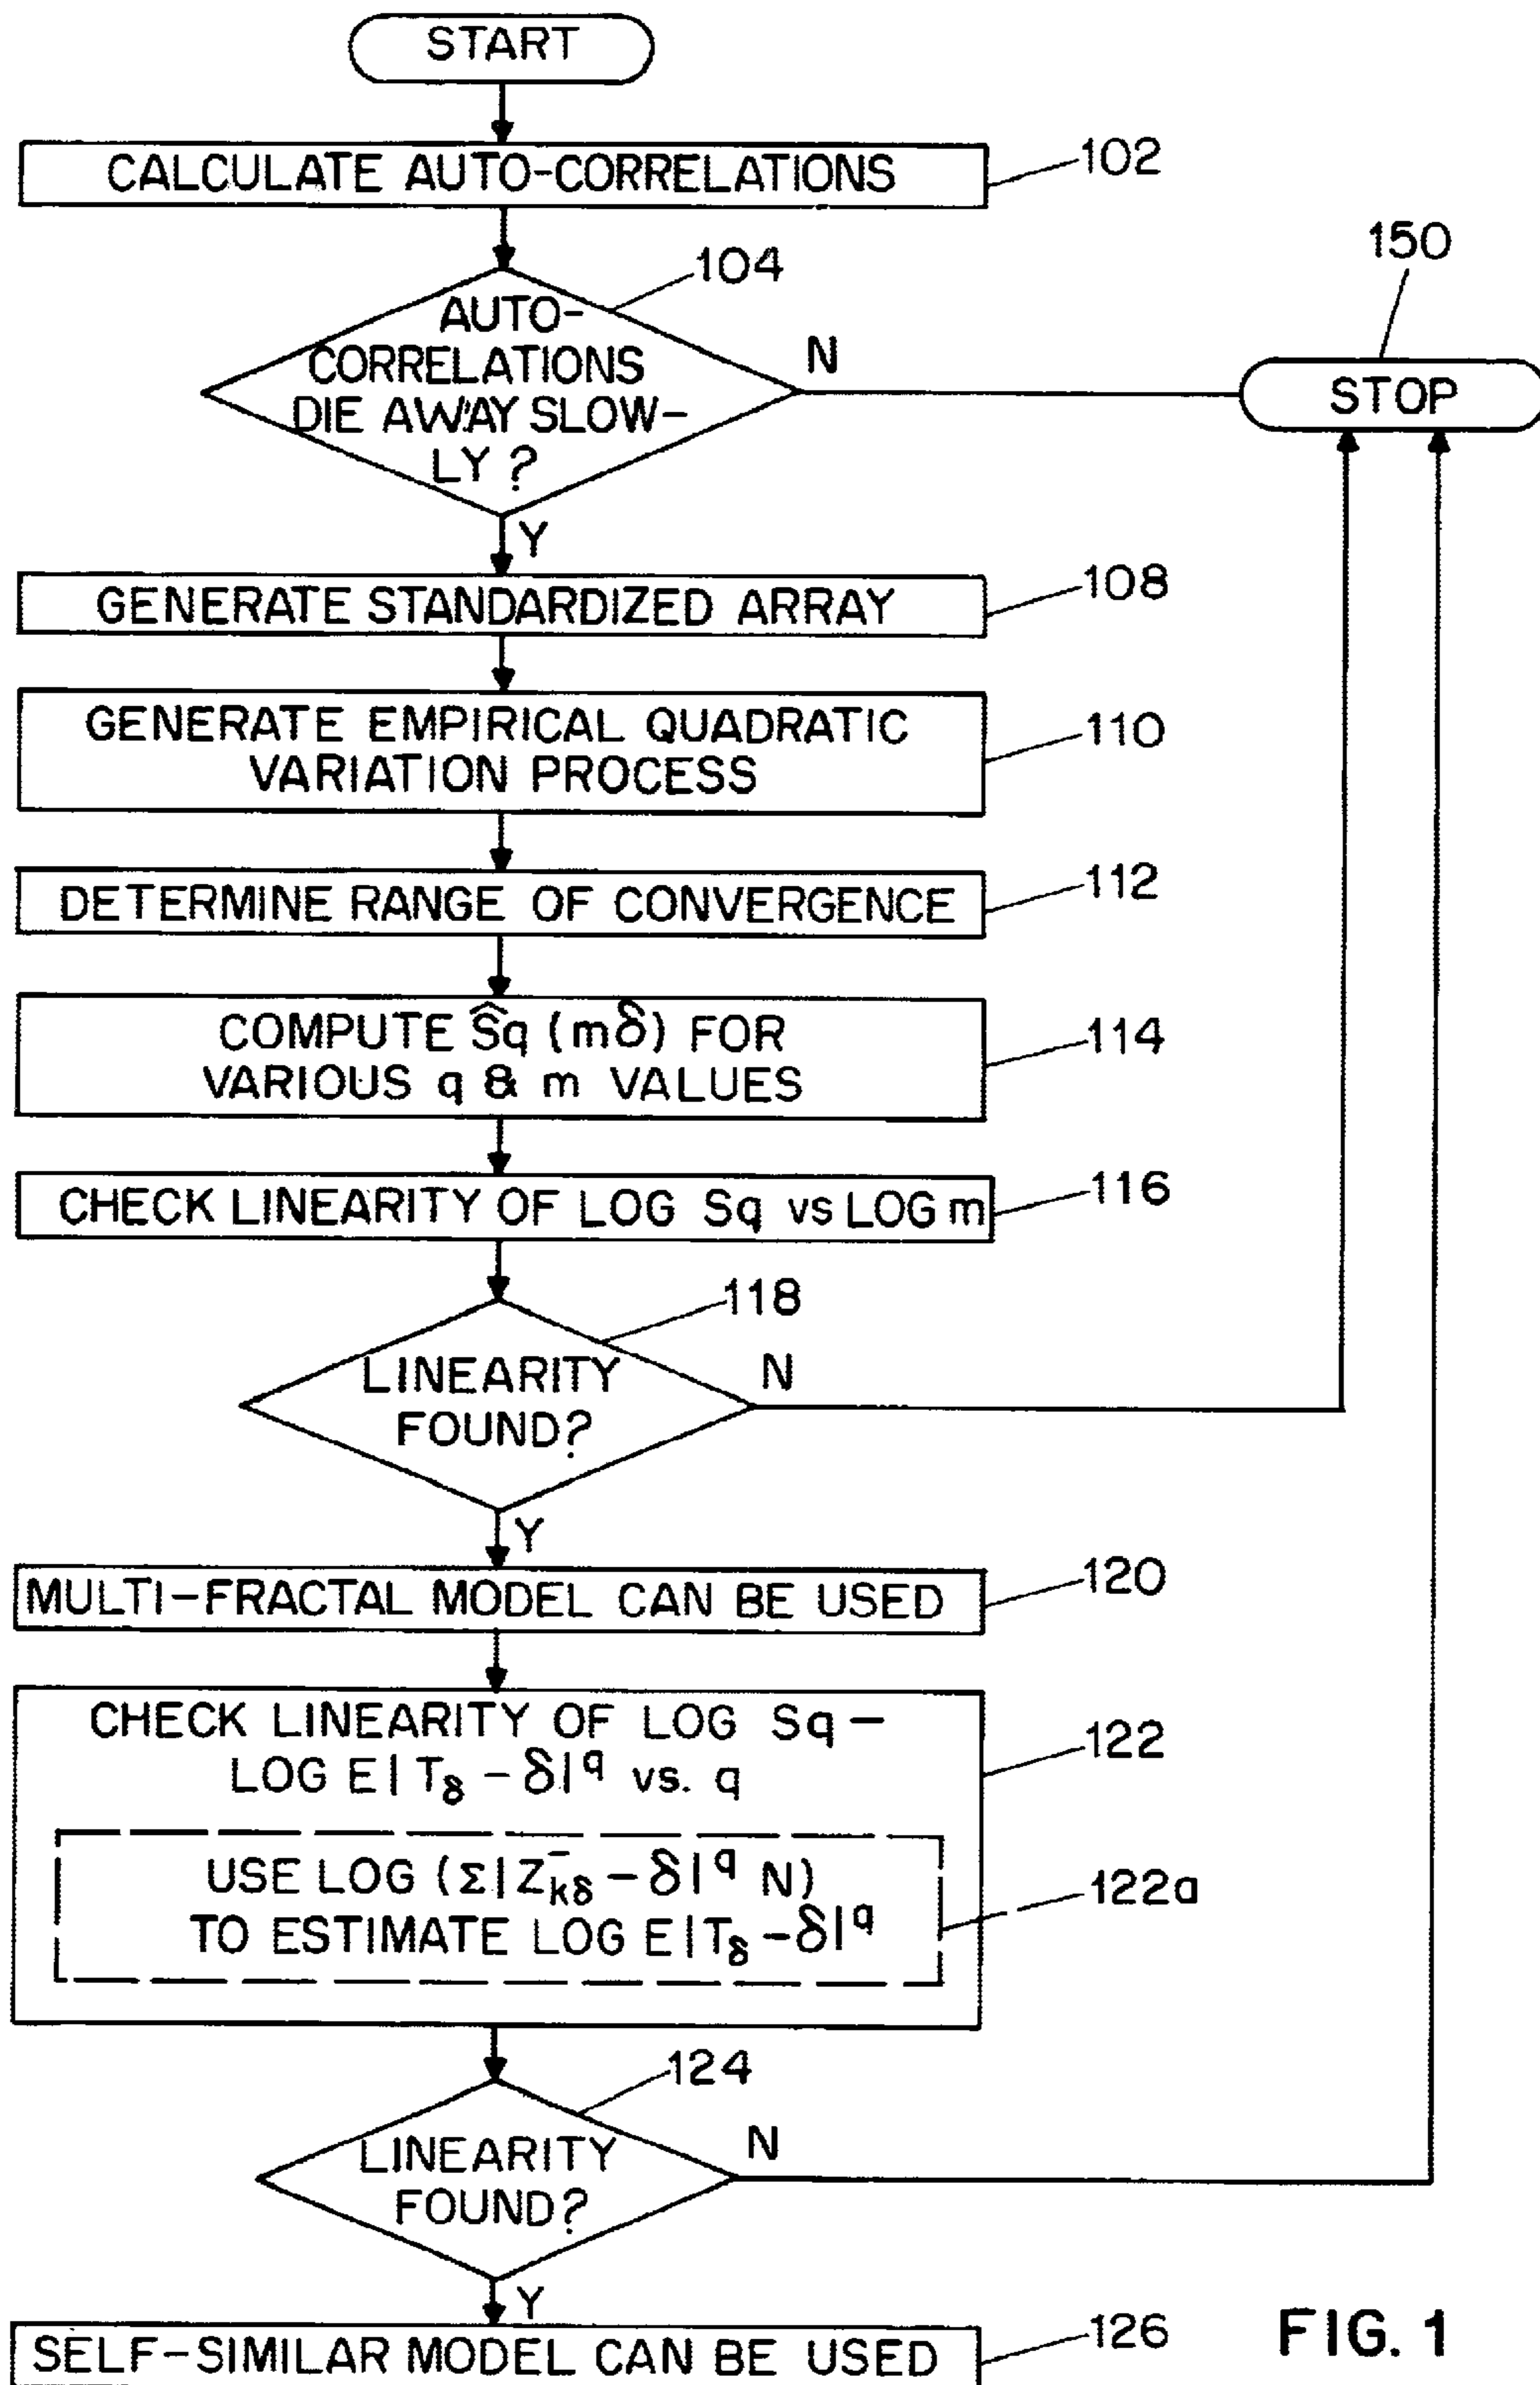 START
CALCULATE AUTO-CORRELATIONS
102
104
150
AUTO-
CORRELATIONS
DIE AWAY SLOW-
LY ?
N
STOP
Y
GENERATE STANDARDIZED ARRAY
108
GENERATE EMPIRICAL QUADRATIC
VARIATION PROCESS
110
DETERMINE RANGE OF CONVERGENCE
112
COMPUTE Ŝq (mδ) FOR
VARIOUS q & m VALUES
114
CHECK LINEARITY OF LOG Sq vs LOG m
116
118
LINEARITY
FOUND?
N
Y
MULTI-FRACTAL MODEL CAN BE USED
120
CHECK LINEARITY OF LOG Sq –
LOG E | T_δ – δ|^q vs. q
122
USE LOG (Σ| Z^-_{kδ} – δ|^q N)
TO ESTIMATE LOG E|T_δ – δ|^q
122a
124
LINEARITY
FOUND?
N
Y
SELF-SIMILAR MODEL CAN BE USED
126
FIG. 1